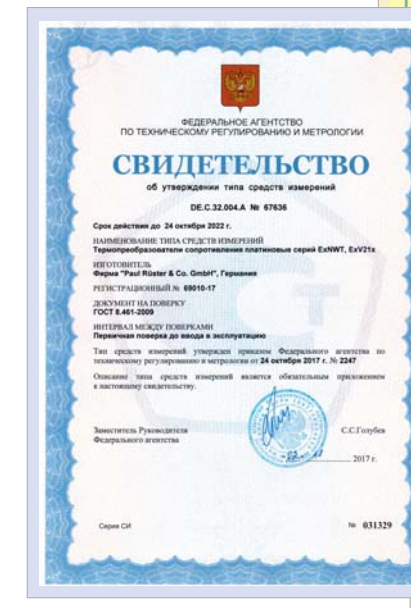 ФЕДЕРАЛЬНОЕ АГЕНТСТВО
ПО ТЕХНИЧЕСКОМУ РЕГУЛИРОВАНИЮ И МЕТРОЛОГИИ
СВИДЕТЕЛЬСТВО
об утверждении типа средств измерений
DE.C.32.004.A № 67636
Срок действия до 24 октября 2022 г.
НАИМЕНОВАНИЕ ТИПА СРЕДСТВ ИЗМЕРЕНИЙ
Термопреобразователи сопротивления платиновые серий ExNWT, ExV21x
ИЗГОТОВИТЕЛЬ
Фирма "Paul Rüster & Co. GmbH", Германия
РЕГИСТРАЦИОННЫЙ № 69010-17
ДОКУМЕНТ НА ПОВЕРКУ
ГОСТ 8.461-2009
ИНТЕРВАЛ МЕЖДУ ПОВЕРКАМИ
Первичная поверка до ввода в эксплуатацию
Тип средств измерений утвержден приказом Федерального агентства по
техническому регулированию и метрологии от 24 октября 2017 г. № 2247
Описание типа средств измерений является обязательным приложением
к настоящему свидетельству.
Заместитель Руководителя
Федерального агентства
С.С.Голубев
2017 г.
Серия СИ
№ 031329